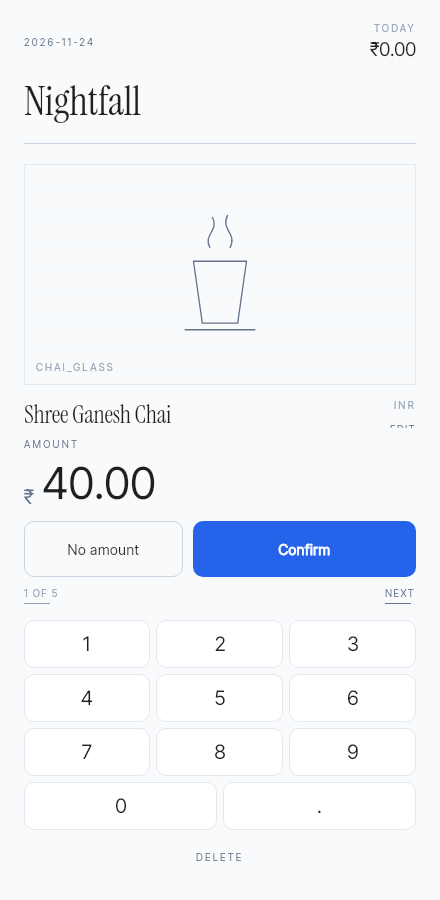 2026-11-24
TODAY
₹0.00
Nightfall
CHAI_GLASS
Shree Ganesh Chai
INR
EDIT
AMOUNT
₹ 40.00
No amount
Confirm
1 OF 5
NEXT
1
2
3
4
5
6
7
8
9
0
.
DELETE